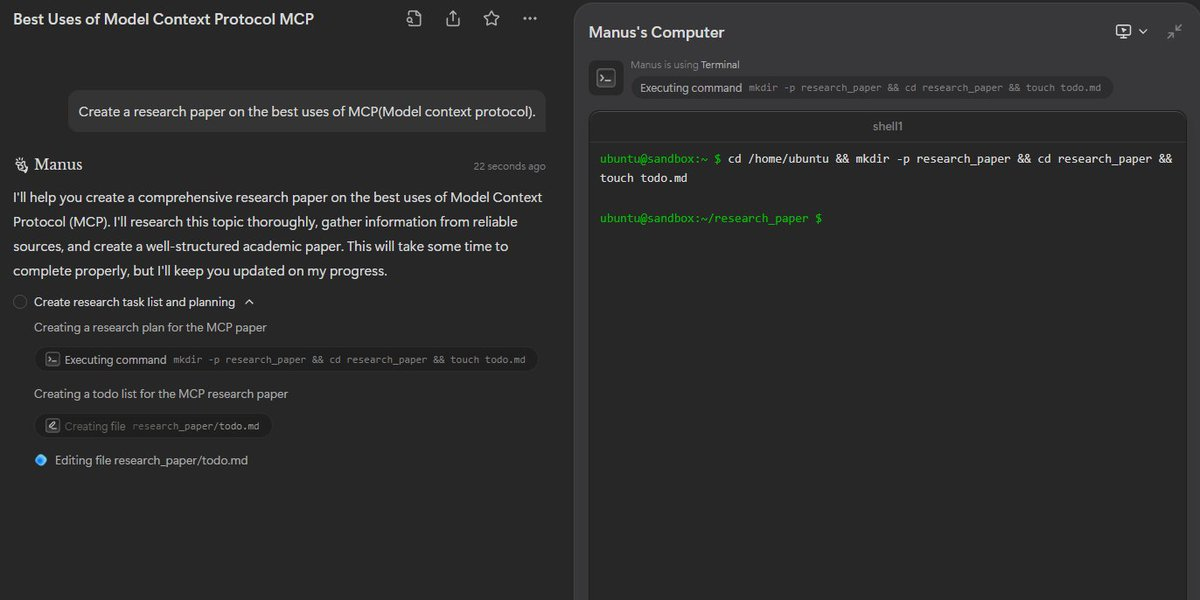 Best Uses of Model Context Protocol MCP
Create a research paper on the best uses of MCP(Model context protocol).
Manus
22 seconds ago
I'll help you create a comprehensive research paper on the best uses of Model Context
Protocol (MCP). I'll research this topic thoroughly, gather information from reliable
sources, and create a well-structured academic paper. This will take some time to
complete properly, but I'll keep you updated on my progress.
Create research task list and planning
Creating a research plan for the MCP paper
Executing command mkdir -p research_paper && cd research_paper && touch todo.md
Creating a todo list for the MCP research paper
Creating file research_paper/todo.md
Editing file research_paper/todo.md
Manus's Computer
Manus is using Terminal
Executing command mkdir -p research_paper && cd research_paper && touch todo.md
shell1
ubuntu@sandbox:~ $ cd /home/ubuntu && mkdir -p research_paper && cd research_paper &&
touch todo.md
ubuntu@sandbox:~/research_paper $